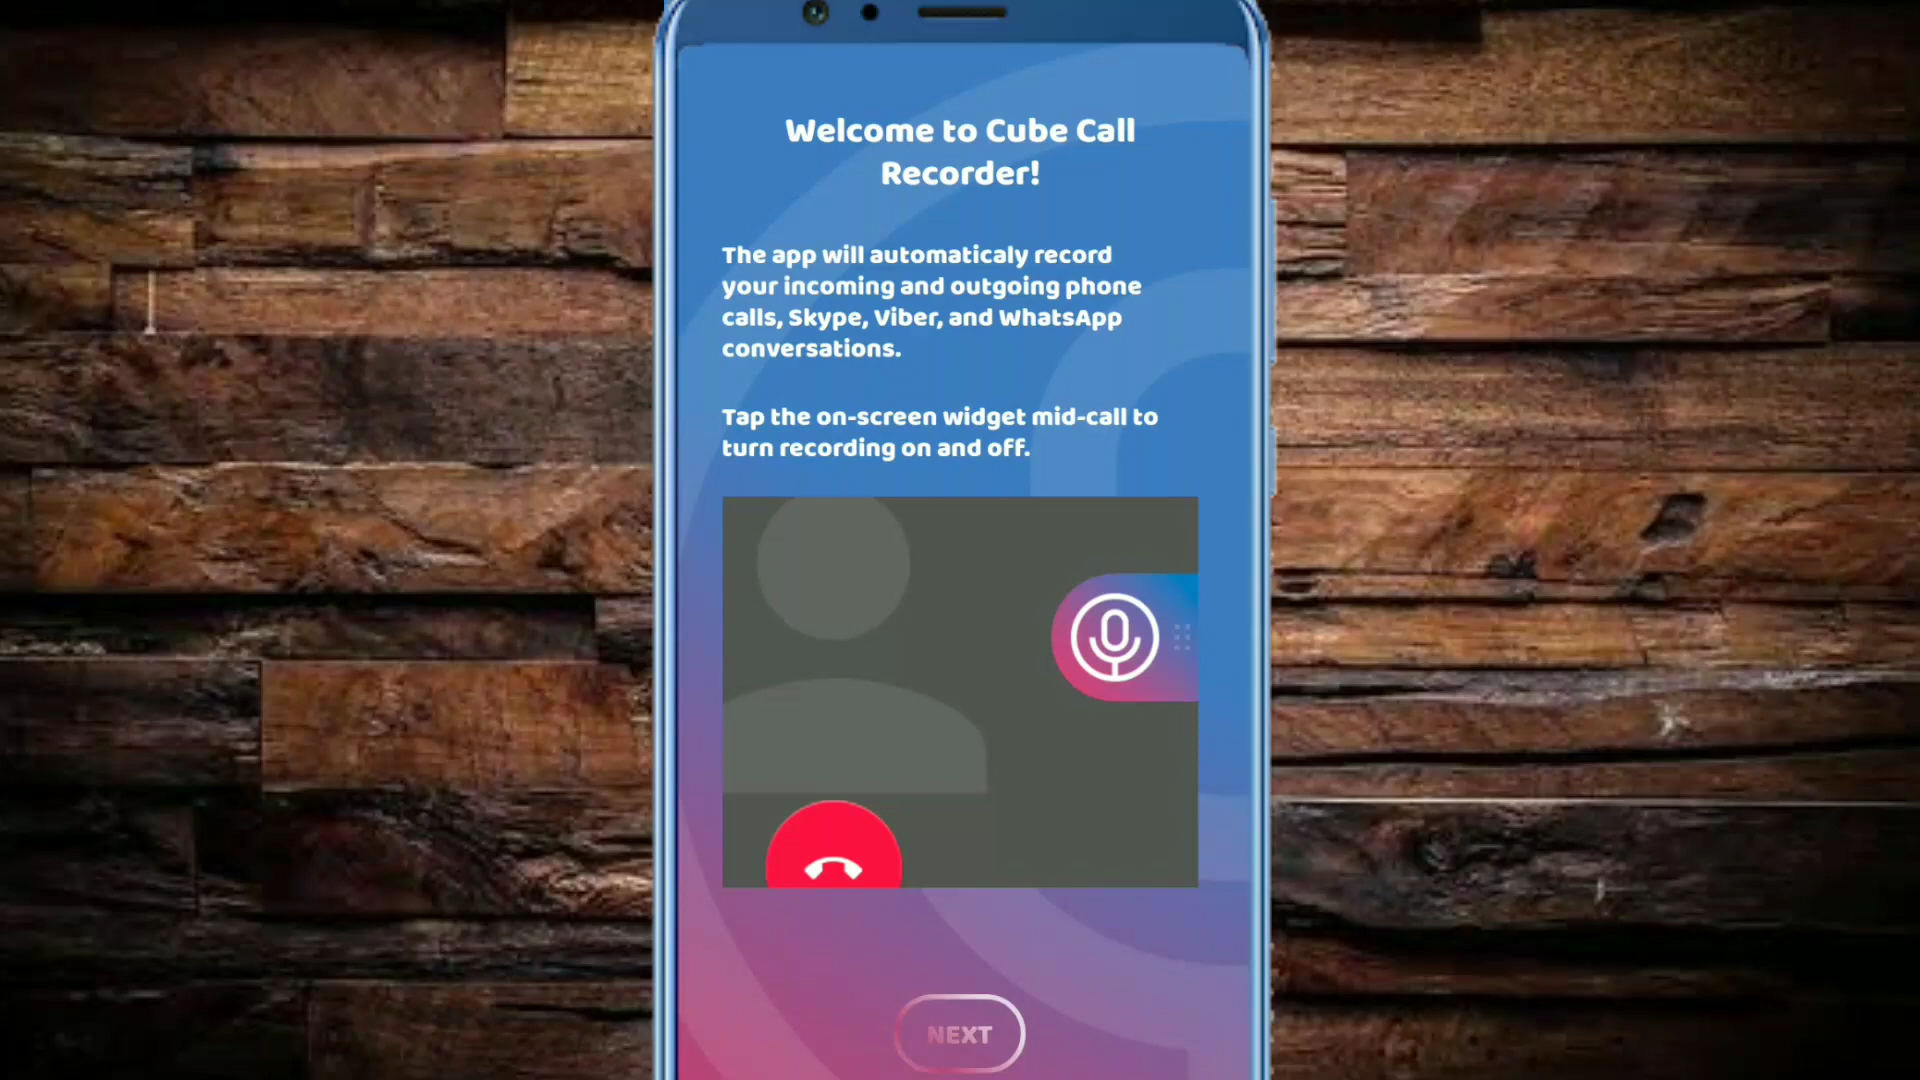 Welcome to Cube Call
Recorder!
The app will automaticaly record
your incoming and outgoing phone
calls, Skype, Viber, and WhatsApp
conversations.
Tap the on-screen widget mid-call to
turn recording on and off.
NEXT